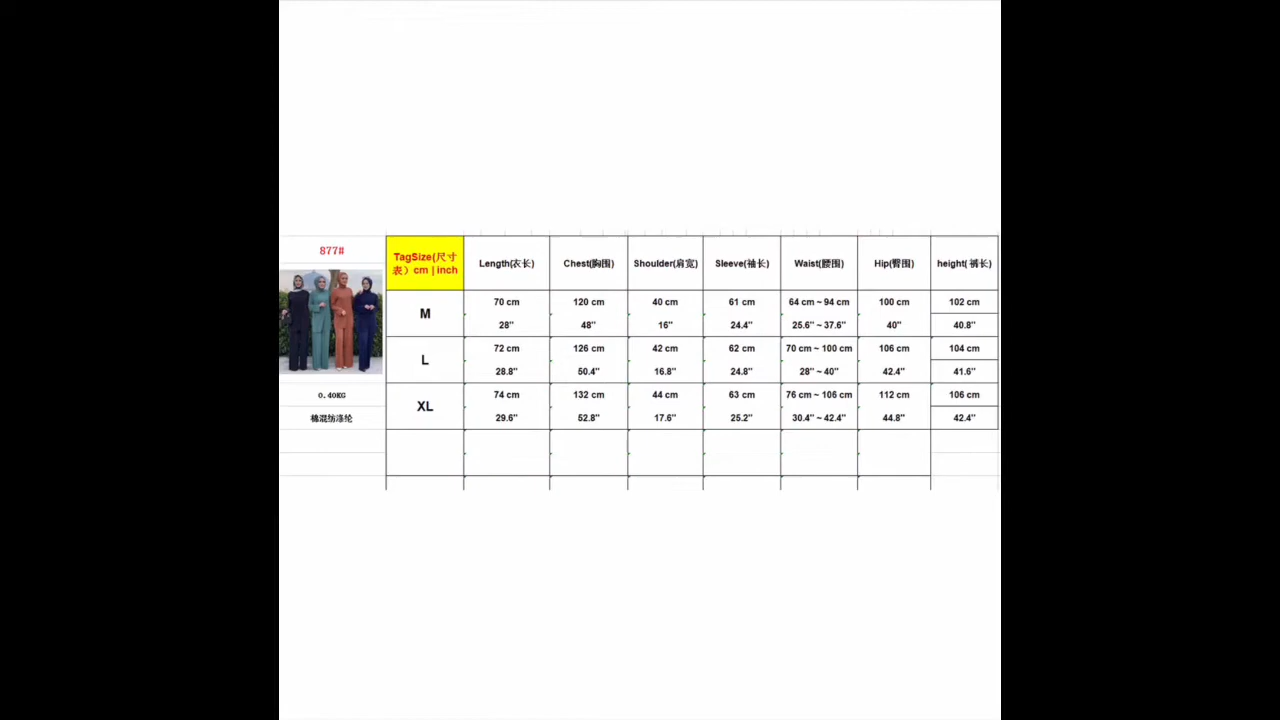 877#
TagSize(尺寸
表）cm | inch
Length(衣长)
Chest(胸围)
Shoulder(肩宽)
Sleeve(袖长)
Waist(腰围)
Hip(臀围)
height( 裤长)
M
70 cm
120 cm
40 cm
61 cm
64 cm ~ 94 cm
100 cm
102 cm
28"
48"
16"
24.4"
25.6" ~ 37.6"
40"
40.8"
L
72 cm
126 cm
42 cm
62 cm
70 cm ~ 100 cm
106 cm
104 cm
28.8"
50.4"
16.8"
24.8"
28" ~ 40"
42.4"
41.6"
0.40KG
XL
74 cm
132 cm
44 cm
63 cm
76 cm ~ 106 cm
112 cm
106 cm
棉混纺涤纶
29.6"
52.8"
17.6"
25.2"
30.4" ~ 42.4"
44.8"
42.4"